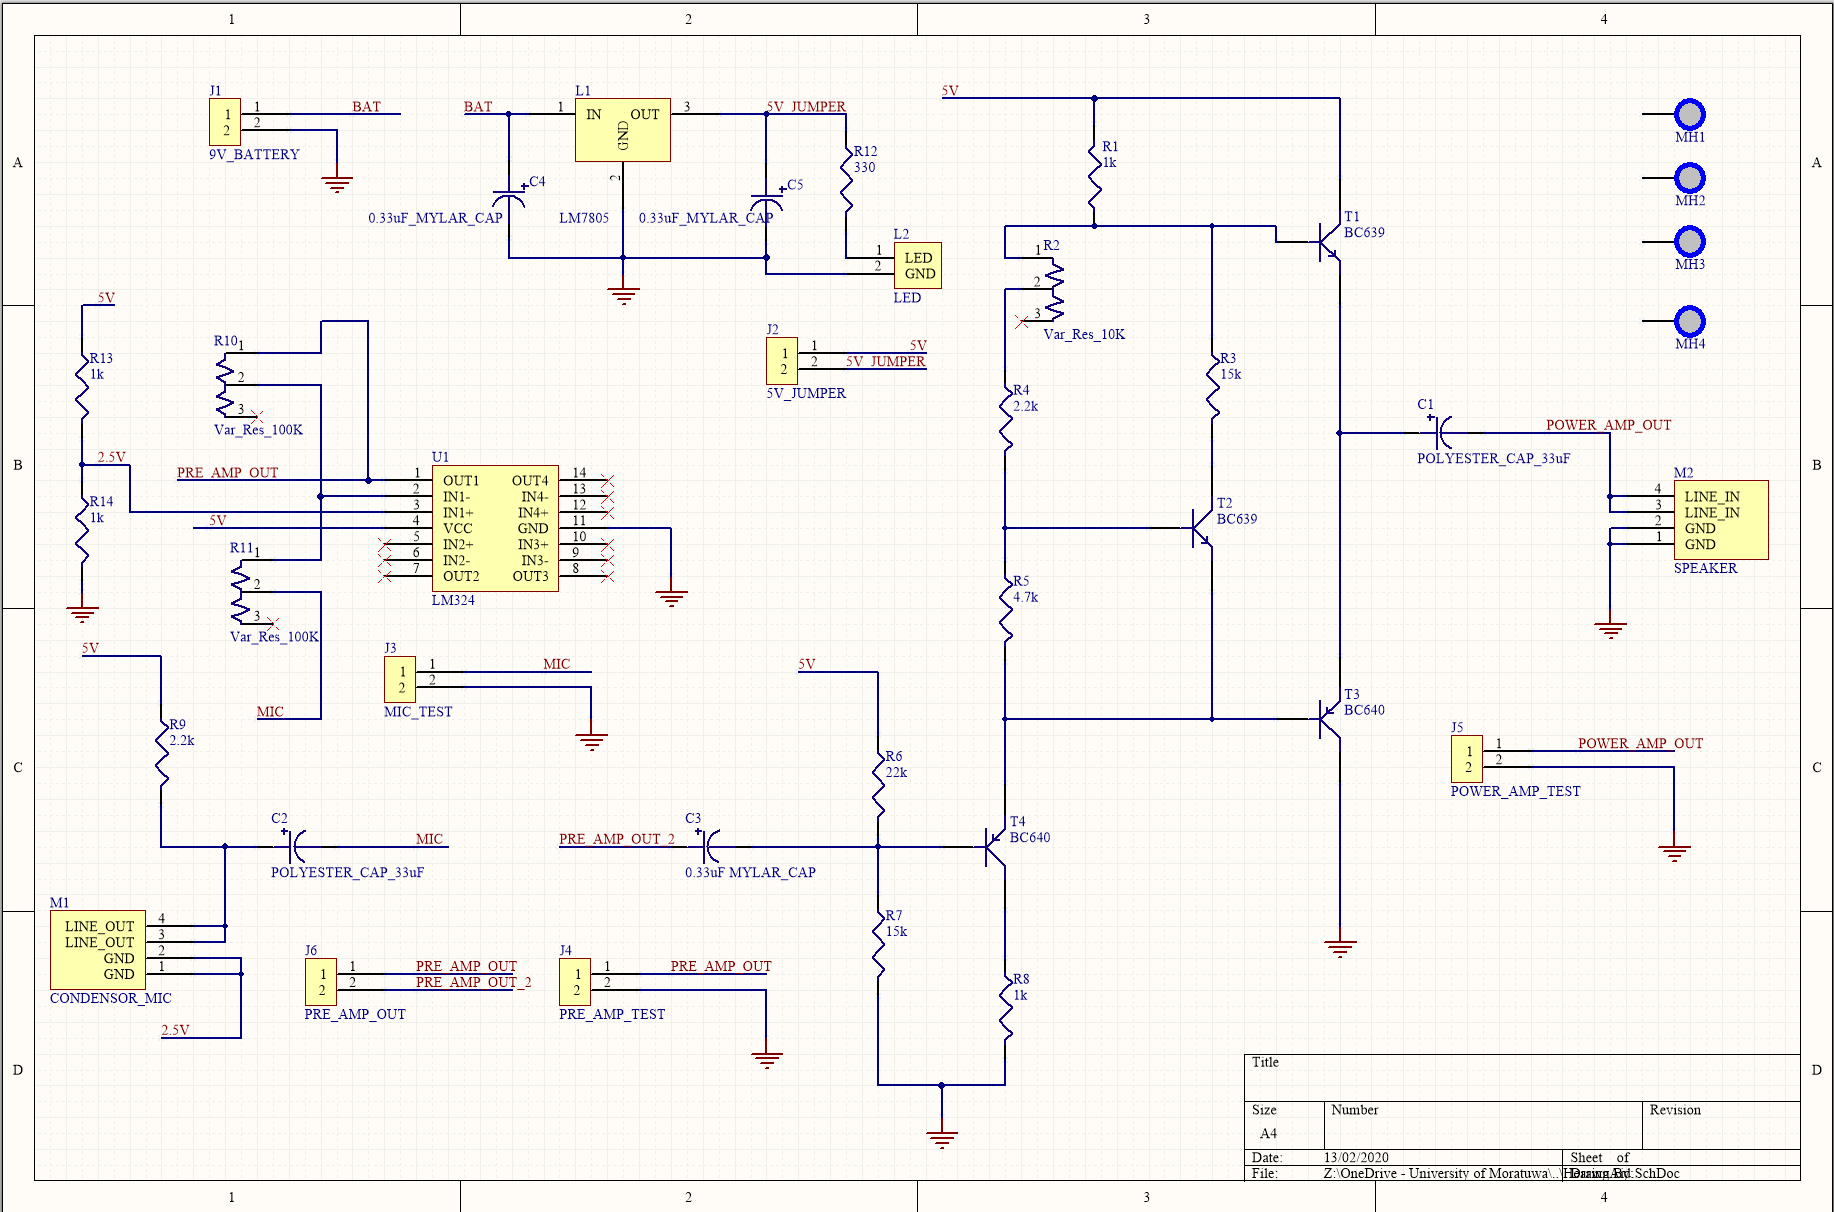 1 2 3 4
A
B
C
D
A
B
C
D
1 2 3 4
J1
1
2
1
2
BAT
9V_BATTERY
BAT
1
L1
IN OUT
GND
3
2
5V_JUMPER
C4
0.33uF_MYLAR_CAP
LM7805
C5
0.33uF_MYLAR_CAP
R12
330
L2
1
2
LED
GND
LED
5V
R1
1k
T1
BC639
R2
1
2
3
Var_Res_10K
MH1
MH2
MH3
MH4
5V
R13
1k
2.5V
R14
1k
R10
1
2
3
Var_Res_100K
PRE_AMP_OUT
5V
R11
1
2
3
Var_Res_100K
MIC
U1
1 OUT1 OUT4 14
2 IN1- IN4- 13
3 IN1+ IN4+ 12
4 VCC GND 11
5 IN2+ IN3+ 10
6 IN2- IN3- 9
7 OUT2 OUT3 8
LM324
J2
1
2
1
2
5V
5V_JUMPER
5V_JUMPER
R3
15k
R4
2.2k
T2
BC639
R5
4.7k
C1
POLYESTER_CAP_33uF
POWER_AMP_OUT
M2
4 LINE_IN
3 LINE_IN
2 GND
1 GND
SPEAKER
5V
R9
2.2k
J3
1
2
1
2
MIC
MIC_TEST
5V
R6
22k
T3
BC640
J5
1
2
1
2
POWER_AMP_OUT
POWER_AMP_TEST
C2
MIC
POLYESTER_CAP_33uF
PRE_AMP_OUT_2
C3
0.33uF MYLAR_CAP
T4
BC640
R7
15k
R8
1k
M1
LINE_OUT 4
LINE_OUT 3
GND 2
GND 1
CONDENSOR_MIC
2.5V
J6
1
2
1
2
PRE_AMP_OUT
PRE_AMP_OUT_2
PRE_AMP_OUT
J4
1
2
1
2
PRE_AMP_OUT
PRE_AMP_TEST
Title
Size Number Revision
A4
Date: 13/02/2020 Sheet of
File: Z:\OneDrive - University of Moratuwa\..\